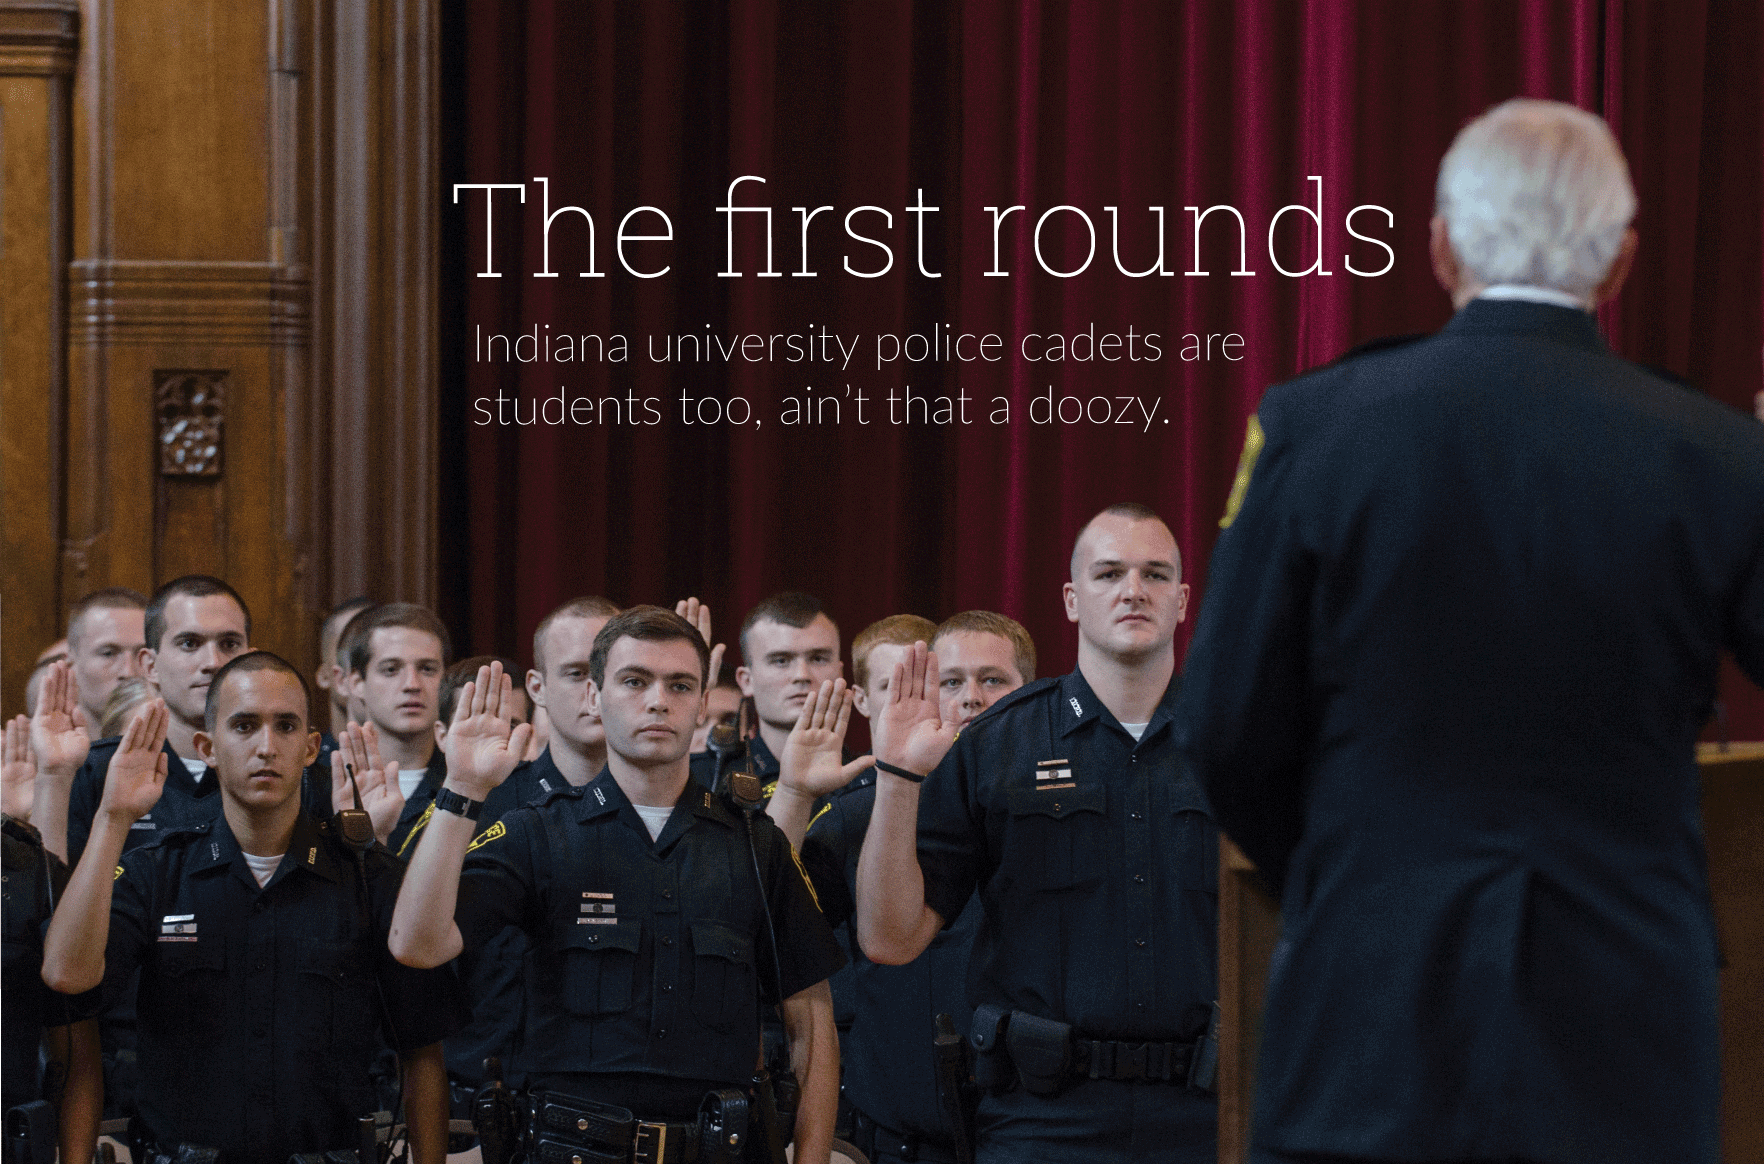 The first rounds
Indiana university police cadets are
students too, ain't that a doozy.